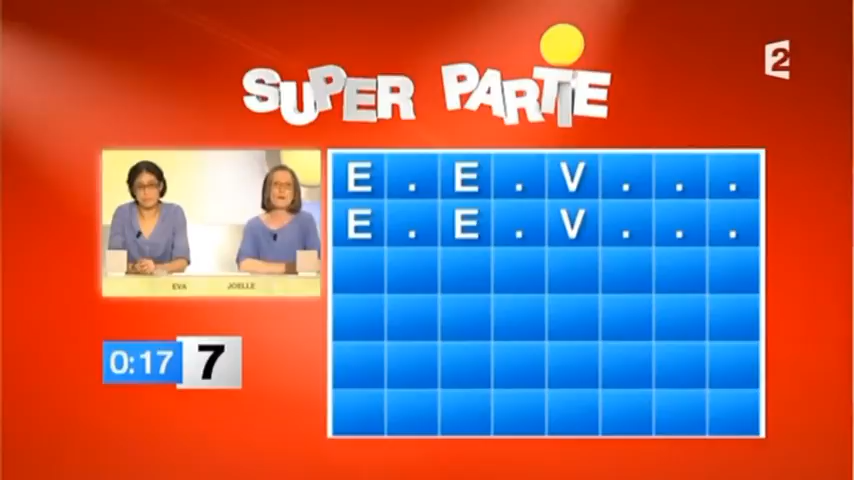 SUPER PARTIE
2
E . E . V . . .
E . E . V . . .
EVA JOELLE
0:17 7